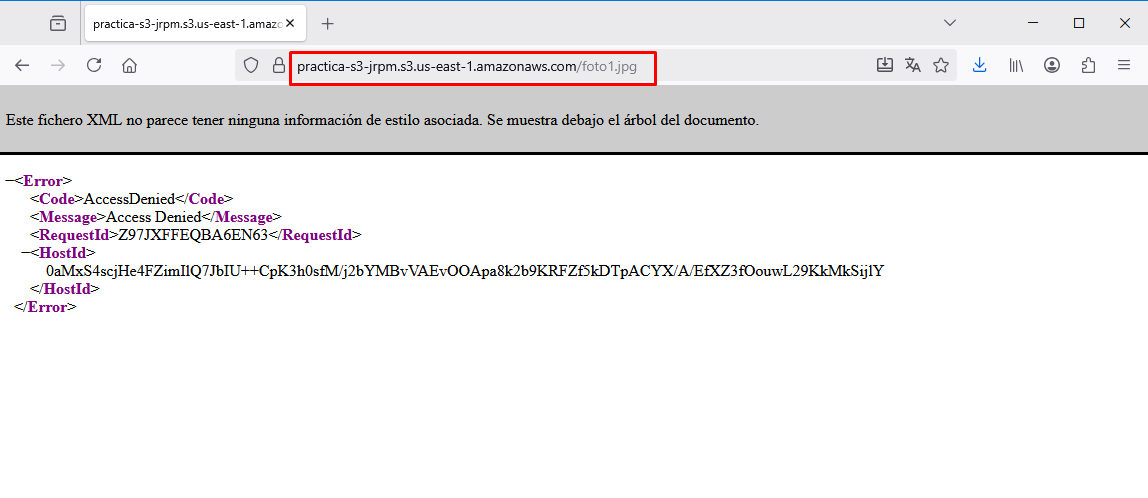 practica-s3-jrpm.s3.us-east-1.amazc
practica-s3-jrpm.s3.us-east-1.amazonaws.com/foto1.jpg
Este fichero XML no parece tener ninguna información de estilo asociada. Se muestra debajo el árbol del documento.
−<Error>
<Code>AccessDenied</Code>
<Message>Access Denied</Message>
<RequestId>Z97JXFFEQBA6EN63</RequestId>
−<HostId>
0aMxS4scjHe4FZimIlQ7JbIU++CpK3h0sfM/j2bYMBvVAEvOOApa8k2b9KRFZf5kDTpACYX/A/EfXZ3fOouwL29KkMkSijlY
</HostId>
</Error>